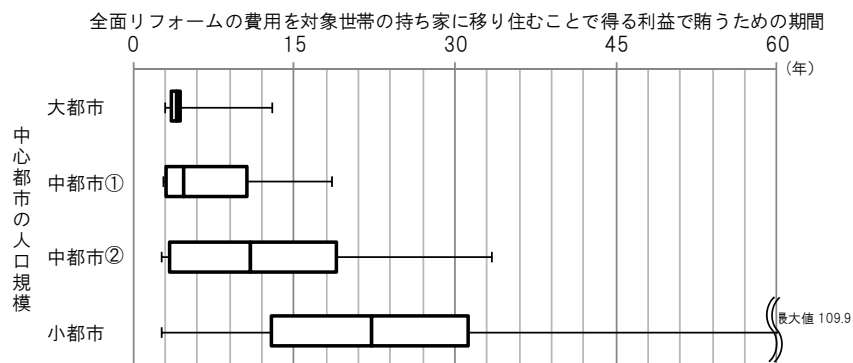 全面リフォームの費用を対象世帯の持ち家に移り住むことで得る利益で賄うための期間
0 15 30 45 60
(年)
中心都市の人口規模
大都市
中都市①
中都市②
小都市
最大値 109.9